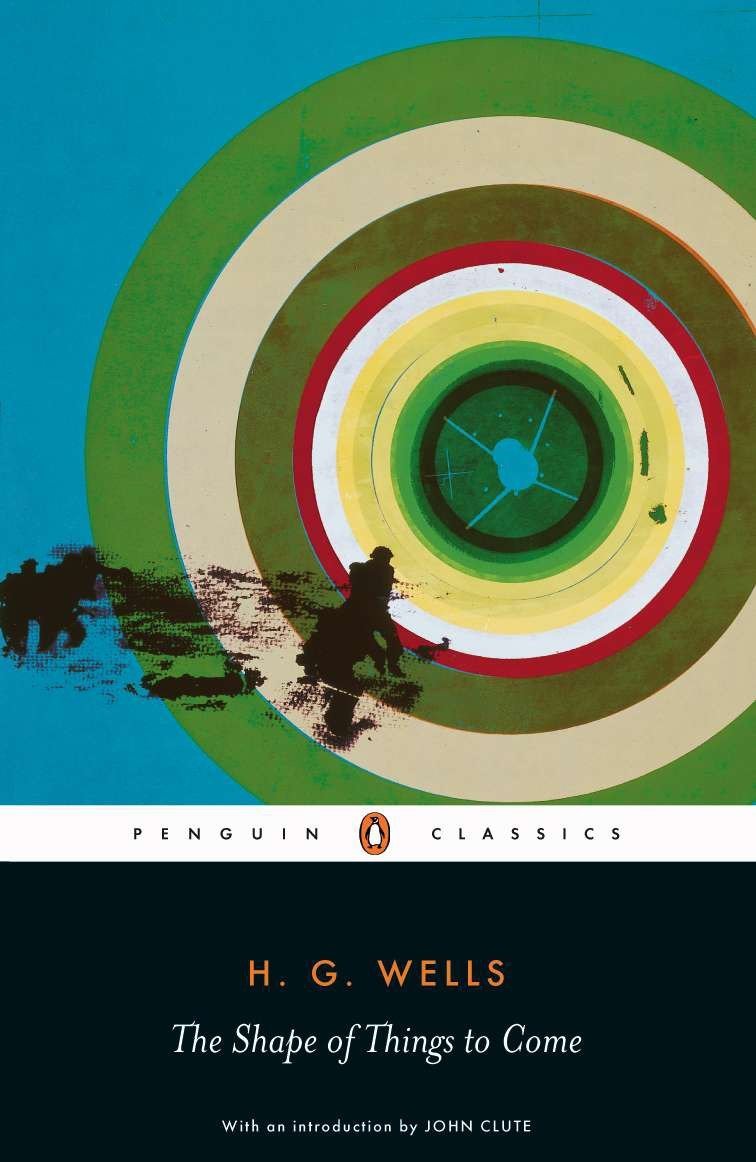 PENGUIN CLASSICS
H. G. WELLS
The Shape of Things to Come
With an introduction by JOHN CLUTE